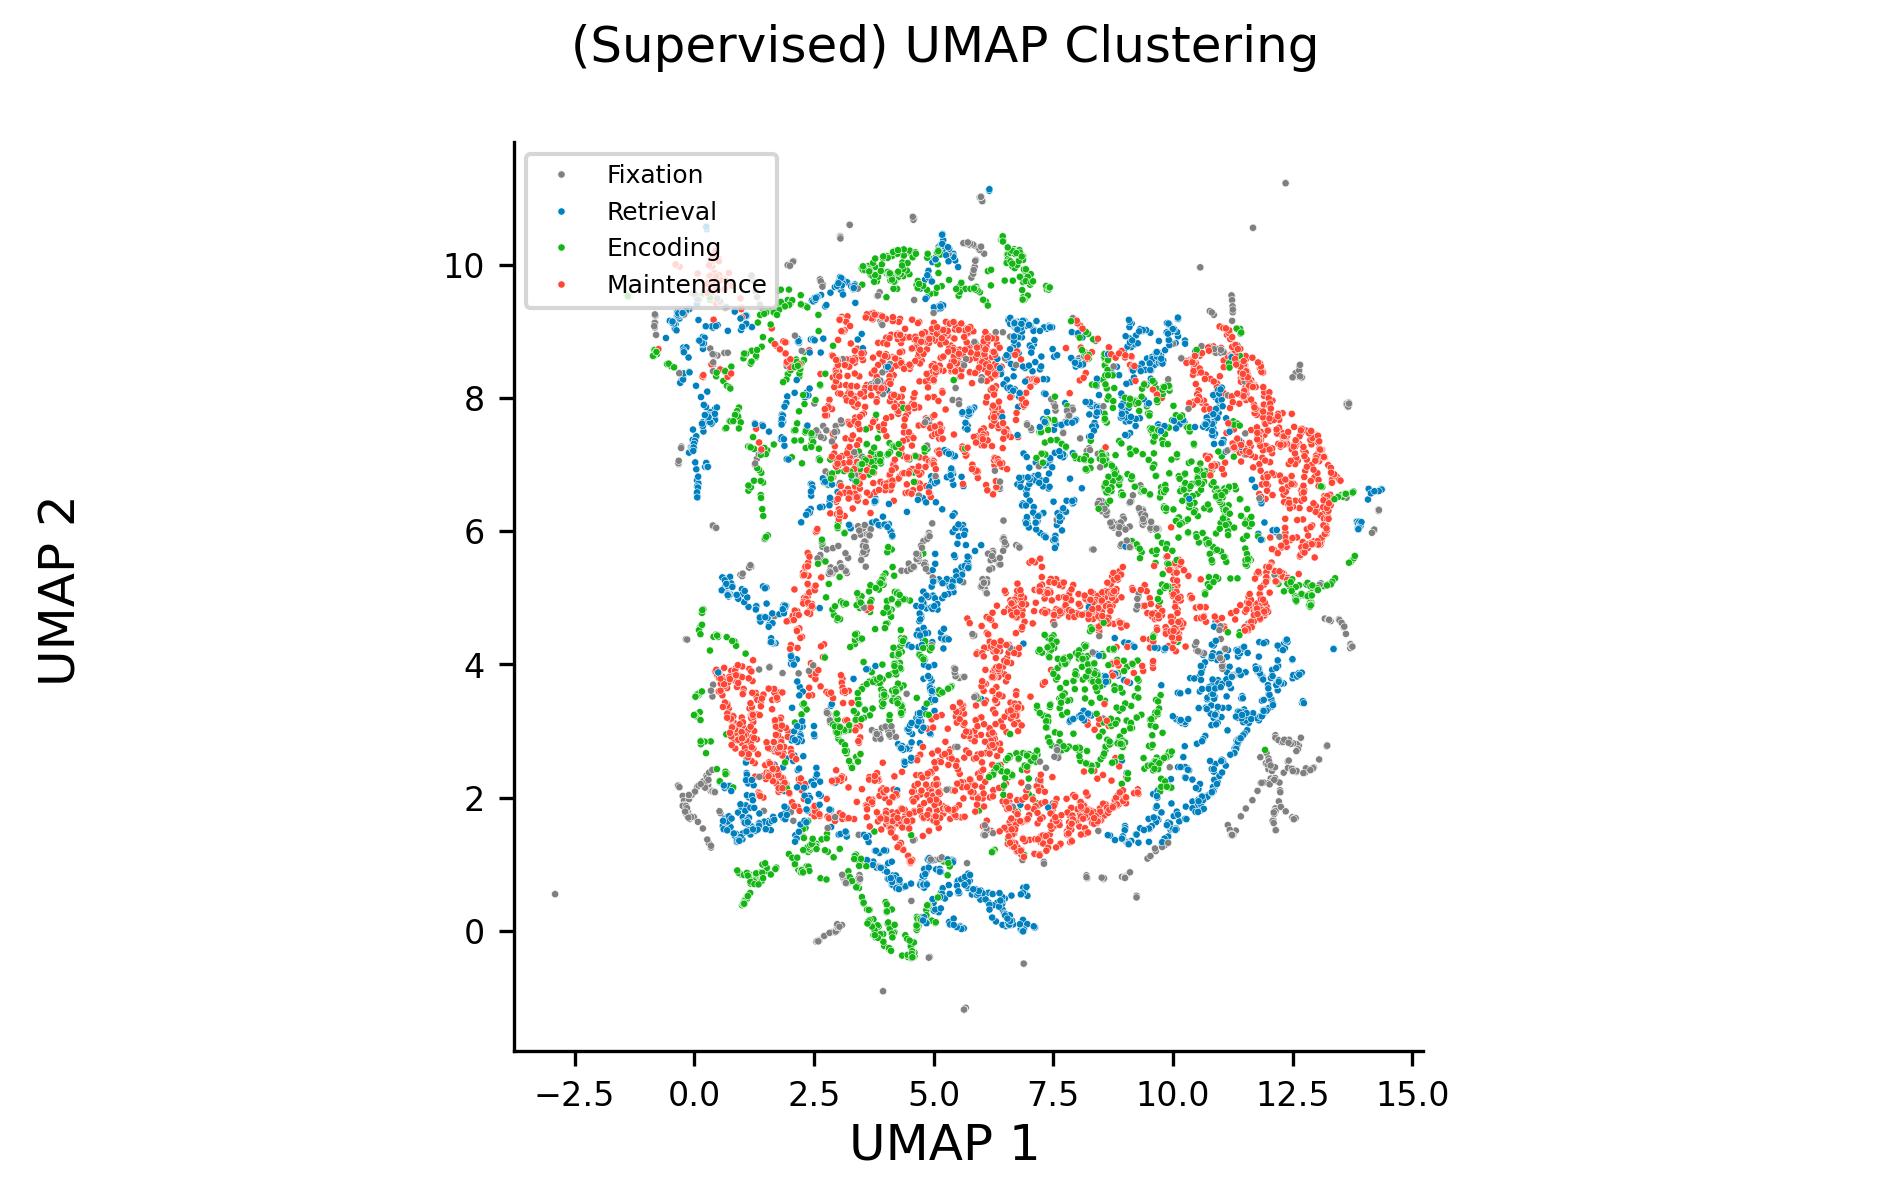 (Supervised) UMAP Clustering
Fixation
Retrieval
Encoding
Maintenance
UMAP 2
10
8
6
4
2
0
−2.5 0.0 2.5 5.0 7.5 10.0 12.5 15.0
UMAP 1